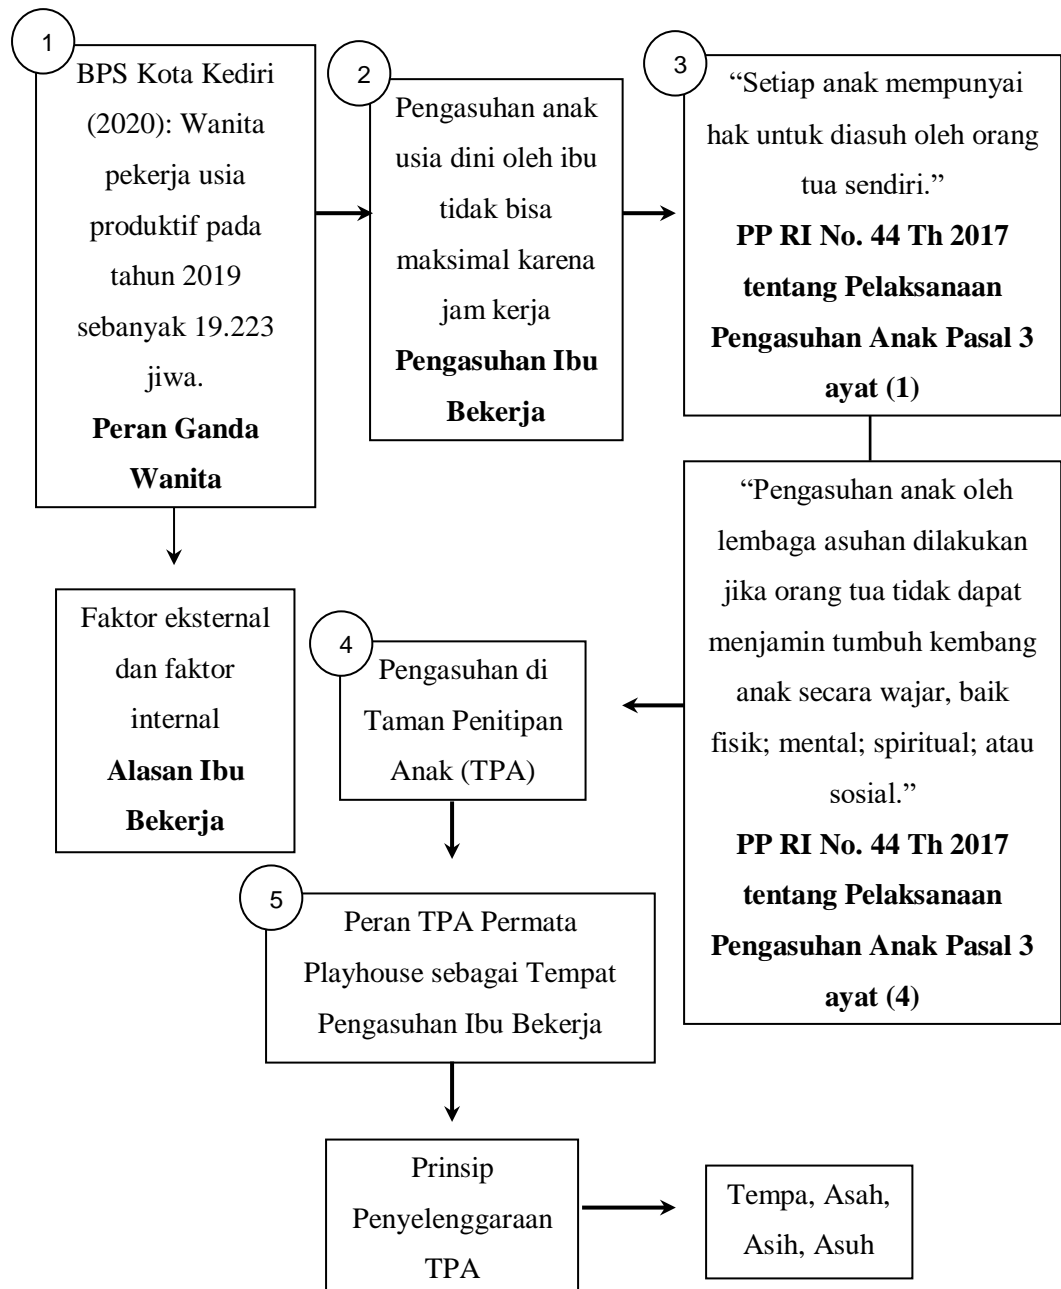 1
BPS Kota Kediri
(2020): Wanita
pekerja usia
produktif pada
tahun 2019
sebanyak 19.223
jiwa.
Peran Ganda
Wanita
2
Pengasuhan anak
usia dini oleh ibu
tidak bisa
maksimal karena
jam kerja
Pengasuhan Ibu
Bekerja
3
“Setiap anak mempunyai
hak untuk diasuh oleh orang
tua sendiri.”
PP RI No. 44 Th 2017
tentang Pelaksanaan
Pengasuhan Anak Pasal 3
ayat (1)
“Pengasuhan anak oleh
lembaga asuhan dilakukan
jika orang tua tidak dapat
menjamin tumbuh kembang
anak secara wajar, baik
fisik; mental; spiritual; atau
sosial.”
PP RI No. 44 Th 2017
tentang Pelaksanaan
Pengasuhan Anak Pasal 3
ayat (4)
Faktor eksternal
dan faktor
internal
Alasan Ibu
Bekerja
4
Pengasuhan di
Taman Penitipan
Anak (TPA)
5
Peran TPA Permata
Playhouse sebagai Tempat
Pengasuhan Ibu Bekerja
Prinsip
Penyelenggaraan
TPA
Tempa, Asah,
Asih, Asuh